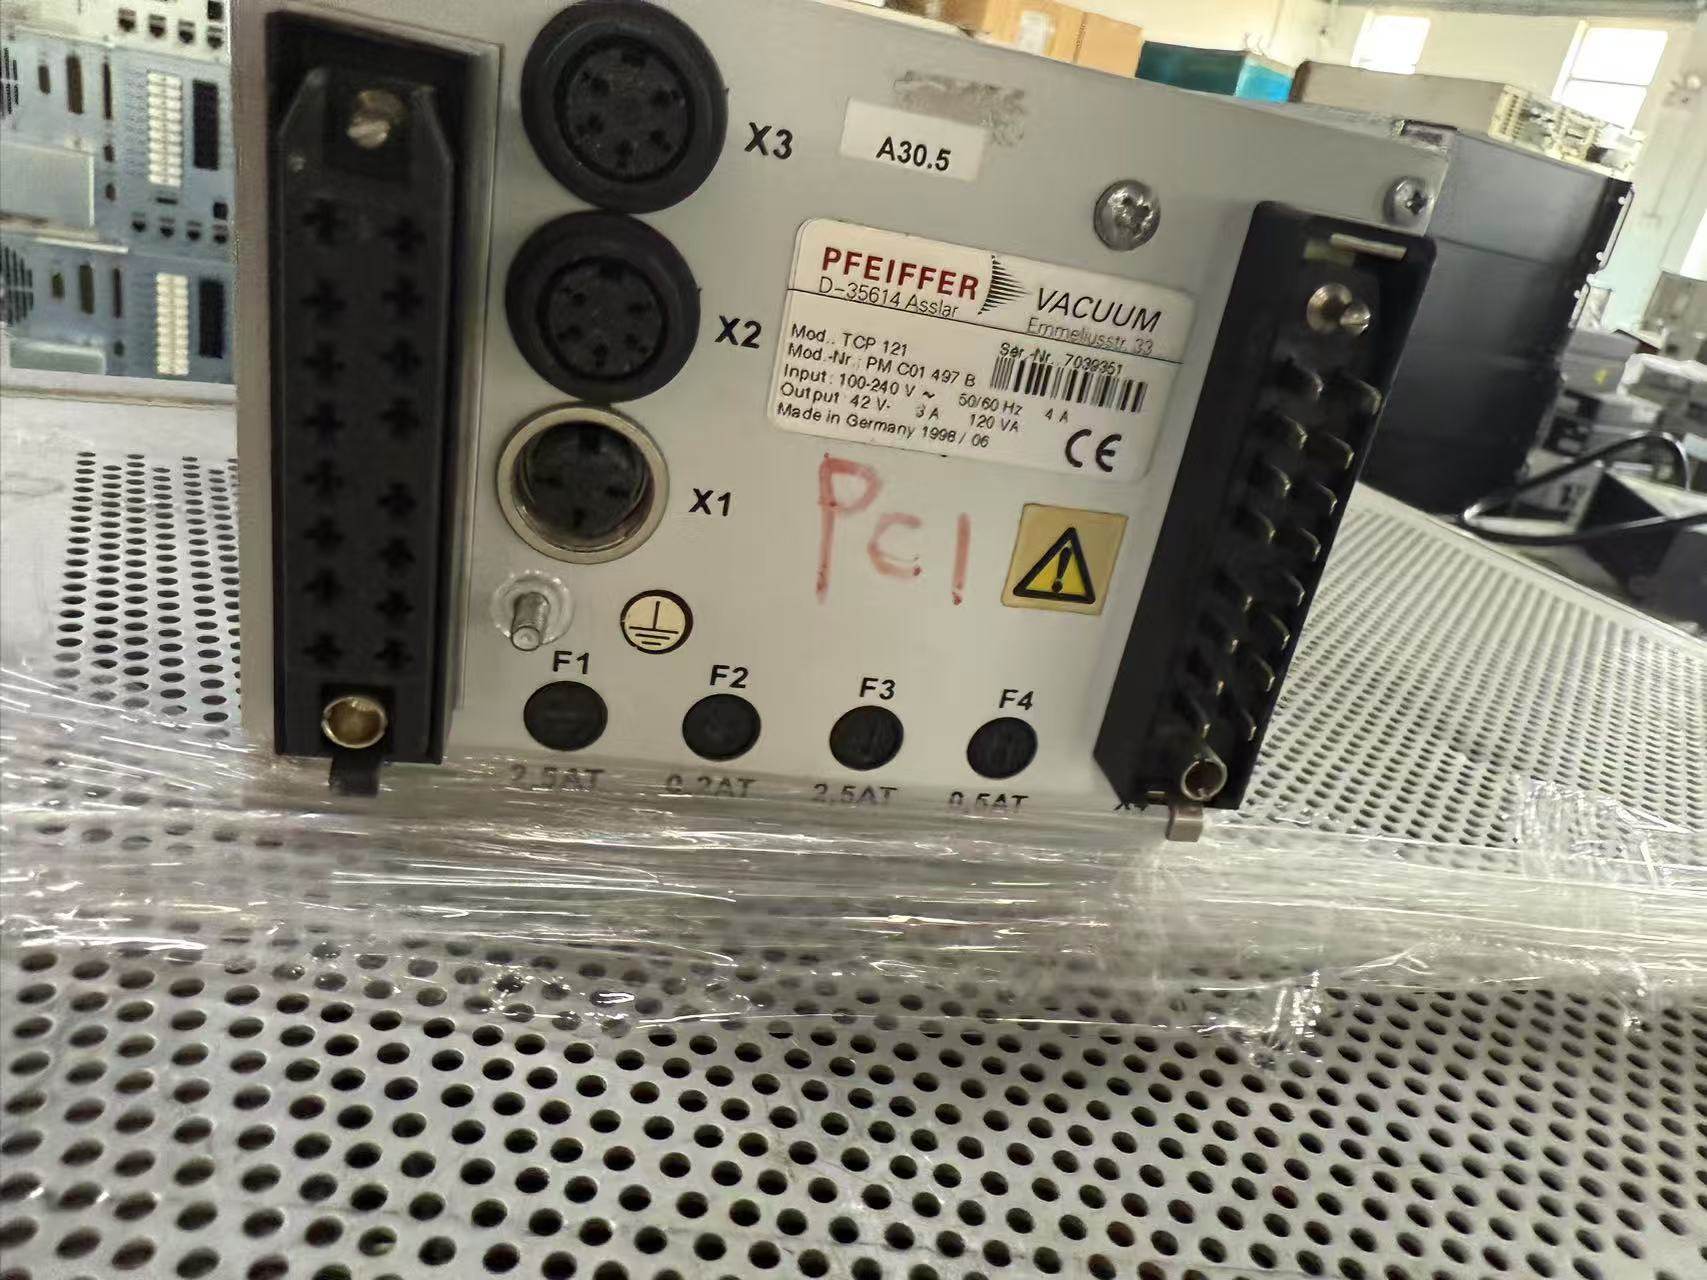 X3
A30.5
X2
PFEIFFER VACUUM
D-35614 Asslar Emmeliusstr. 33
Mod.: TCP 121 Ser.-Nr. 7039351
Mod.-Nr.: PM C01 497 B
Input: 100-240 V ~ 50/60 Hz 4 A
Output 42 V- 3 A 120 VA
Made in Germany 1998/06
CE
X1
PC1
F1 F2 F3 F4
2,5AT 0,2AT 2,5AT 0,5AT